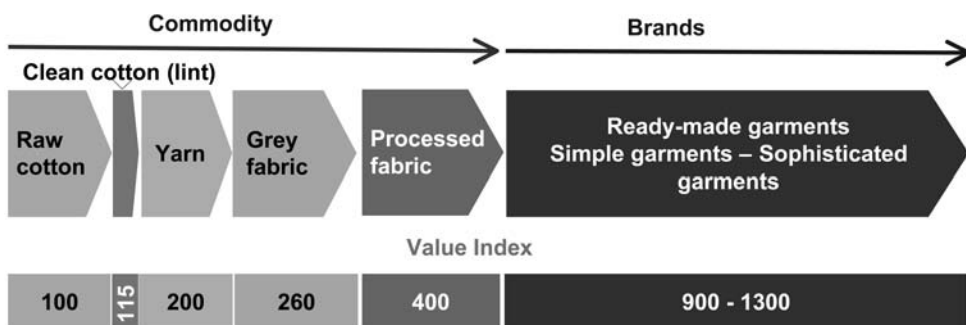 Commodity
Brands
Clean cotton (lint)
Raw
cotton
Yarn
Grey
fabric
Processed
fabric
Ready-made garments
Simple garments – Sophisticated
garments
Value Index
100
115
200
260
400
900 - 1300